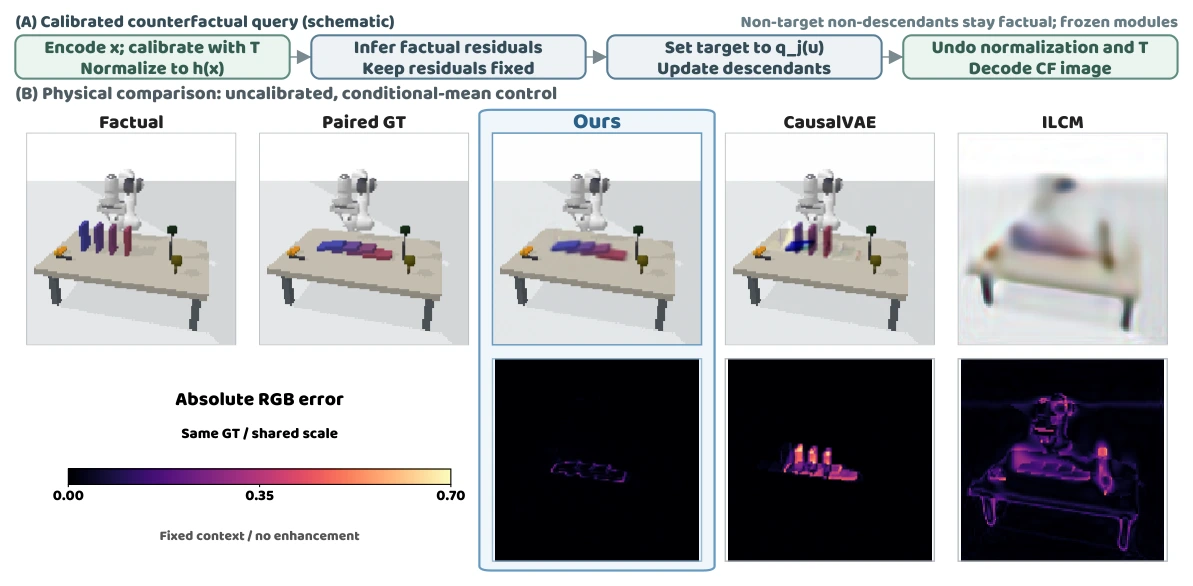 (A) Calibrated counterfactual query (schematic)
Non-target non-descendants stay factual; frozen modules
Encode x; calibrate with T
Normalize to h(x)
Infer factual residuals
Keep residuals fixed
Set target to q_j(u)
Update descendants
Undo normalization and T
Decode CF image
(B) Physical comparison: uncalibrated, conditional-mean control
Factual
Paired GT
Ours
CausalVAE
ILCM
Absolute RGB error
Same GT / shared scale
0.00
0.35
0.70
Fixed context / no enhancement